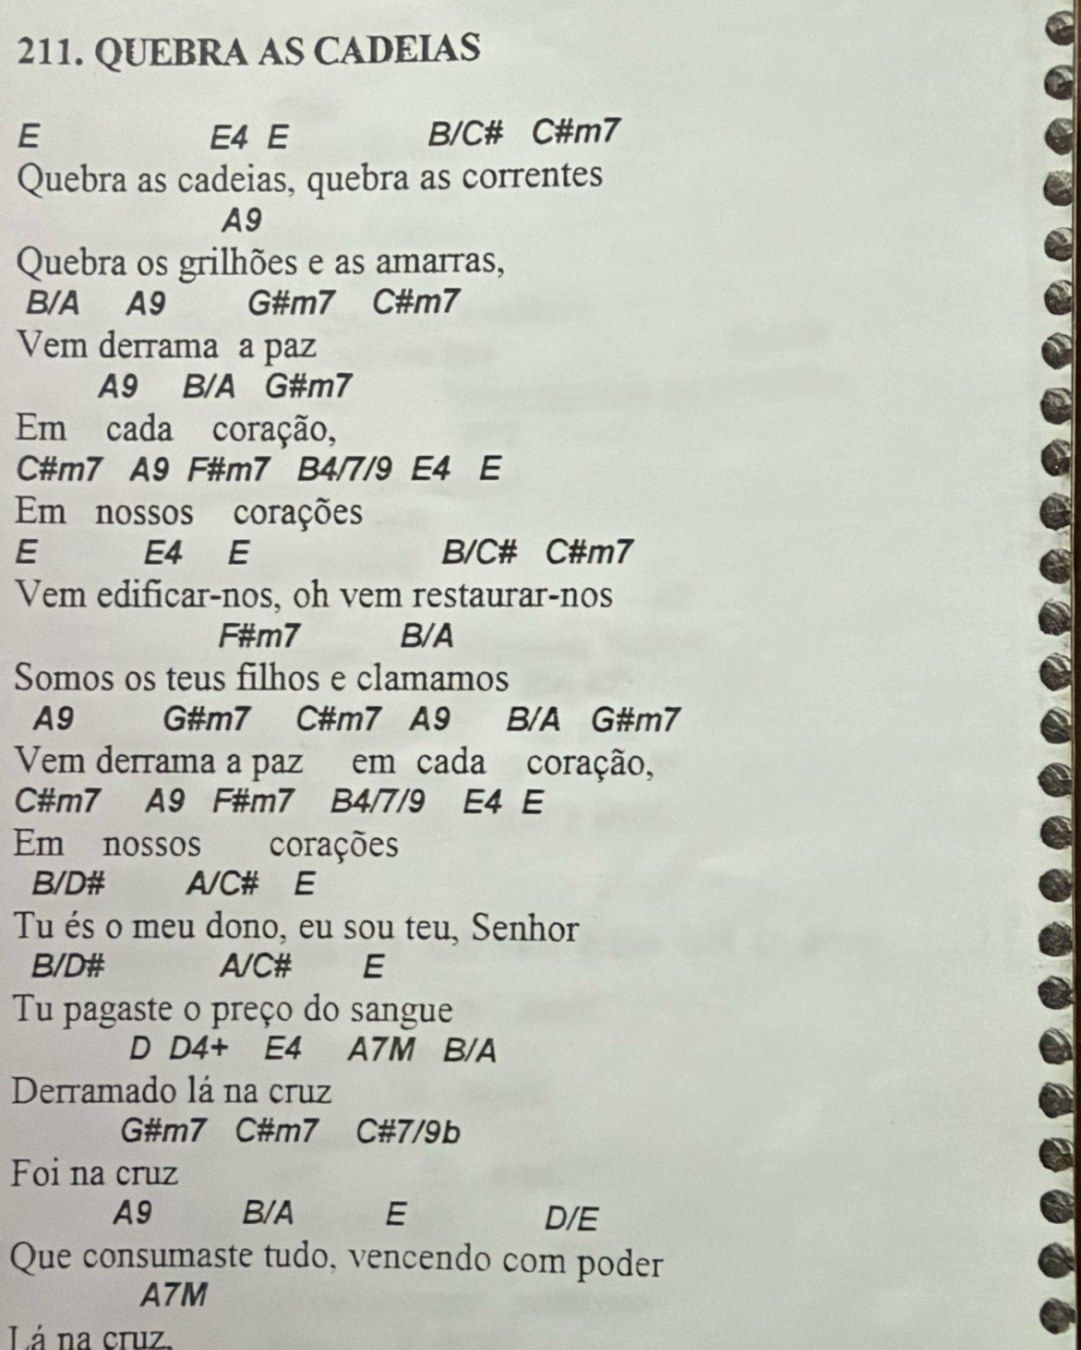 211. QUEBRA AS CADEIAS
E E4 E B/C# C#m7
Quebra as cadeias, quebra as correntes
A9
Quebra os grilhões e as amarras,
B/A A9 G#m7 C#m7
Vem derrama a paz
A9 B/A G#m7
Em cada coração,
C#m7 A9 F#m7 B4/7/9 E4 E
Em nossos corações
E E4 E B/C# C#m7
Vem edificar-nos, oh vem restaurar-nos
F#m7 B/A
Somos os teus filhos e clamamos
A9 G#m7 C#m7 A9 B/A G#m7
Vem derrama a paz em cada coração,
C#m7 A9 F#m7 B4/7/9 E4 E
Em nossos corações
B/D# A/C# E
Tu és o meu dono, eu sou teu, Senhor
B/D# A/C# E
Tu pagaste o preço do sangue
D D4+ E4 A7M B/A
Derramado lá na cruz
G#m7 C#m7 C#7/9b
Foi na cruz
A9 B/A E D/E
Que consumaste tudo, vencendo com poder
A7M
Lá na cruz,